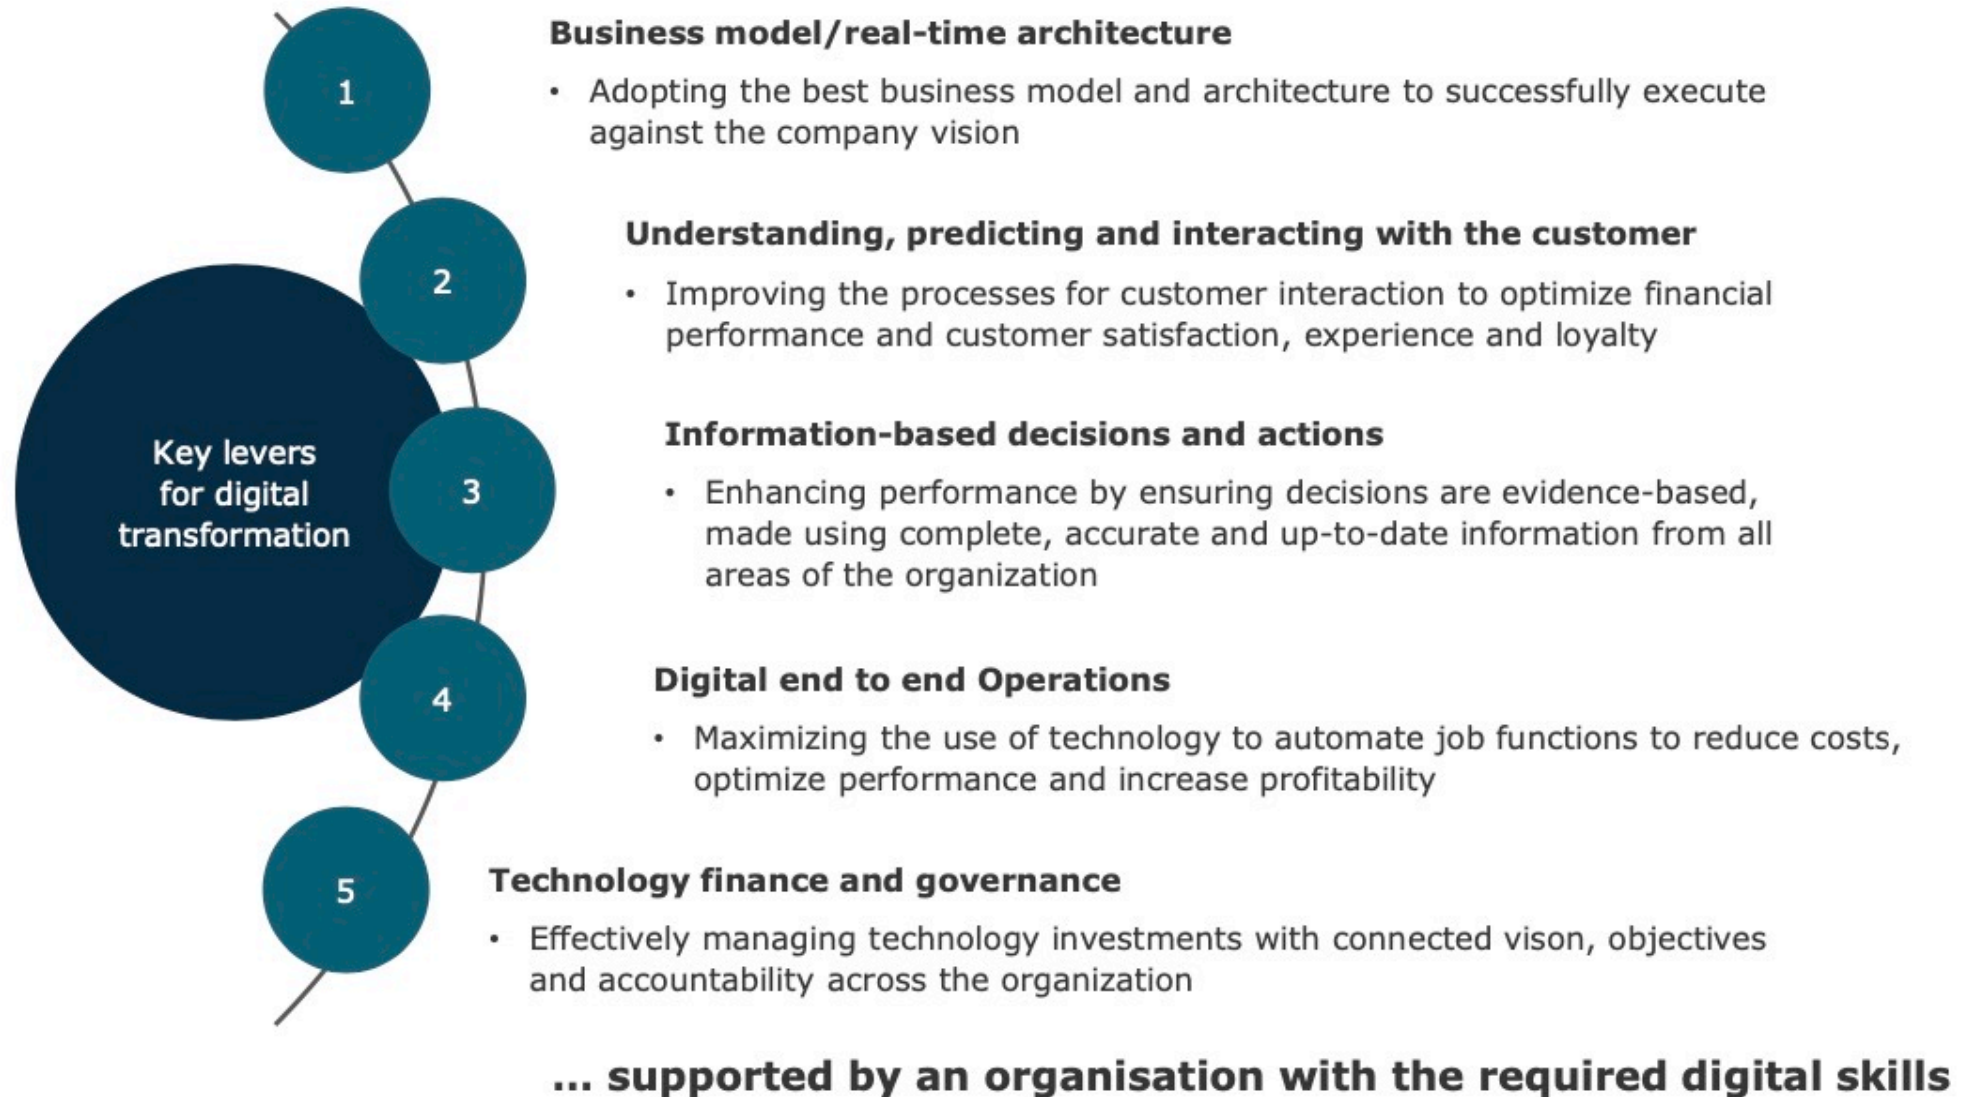 1
Business model/real-time architecture
• Adopting the best business model and architecture to successfully execute
against the company vision
2
Understanding, predicting and interacting with the customer
• Improving the processes for customer interaction to optimize financial
performance and customer satisfaction, experience and loyalty
Key levers
for digital
transformation
3
Information-based decisions and actions
• Enhancing performance by ensuring decisions are evidence-based,
made using complete, accurate and up-to-date information from all
areas of the organization
4
Digital end to end Operations
• Maximizing the use of technology to automate job functions to reduce costs,
optimize performance and increase profitability
5
Technology finance and governance
• Effectively managing technology investments with connected vison, objectives
and accountability across the organization
... supported by an organisation with the required digital skills